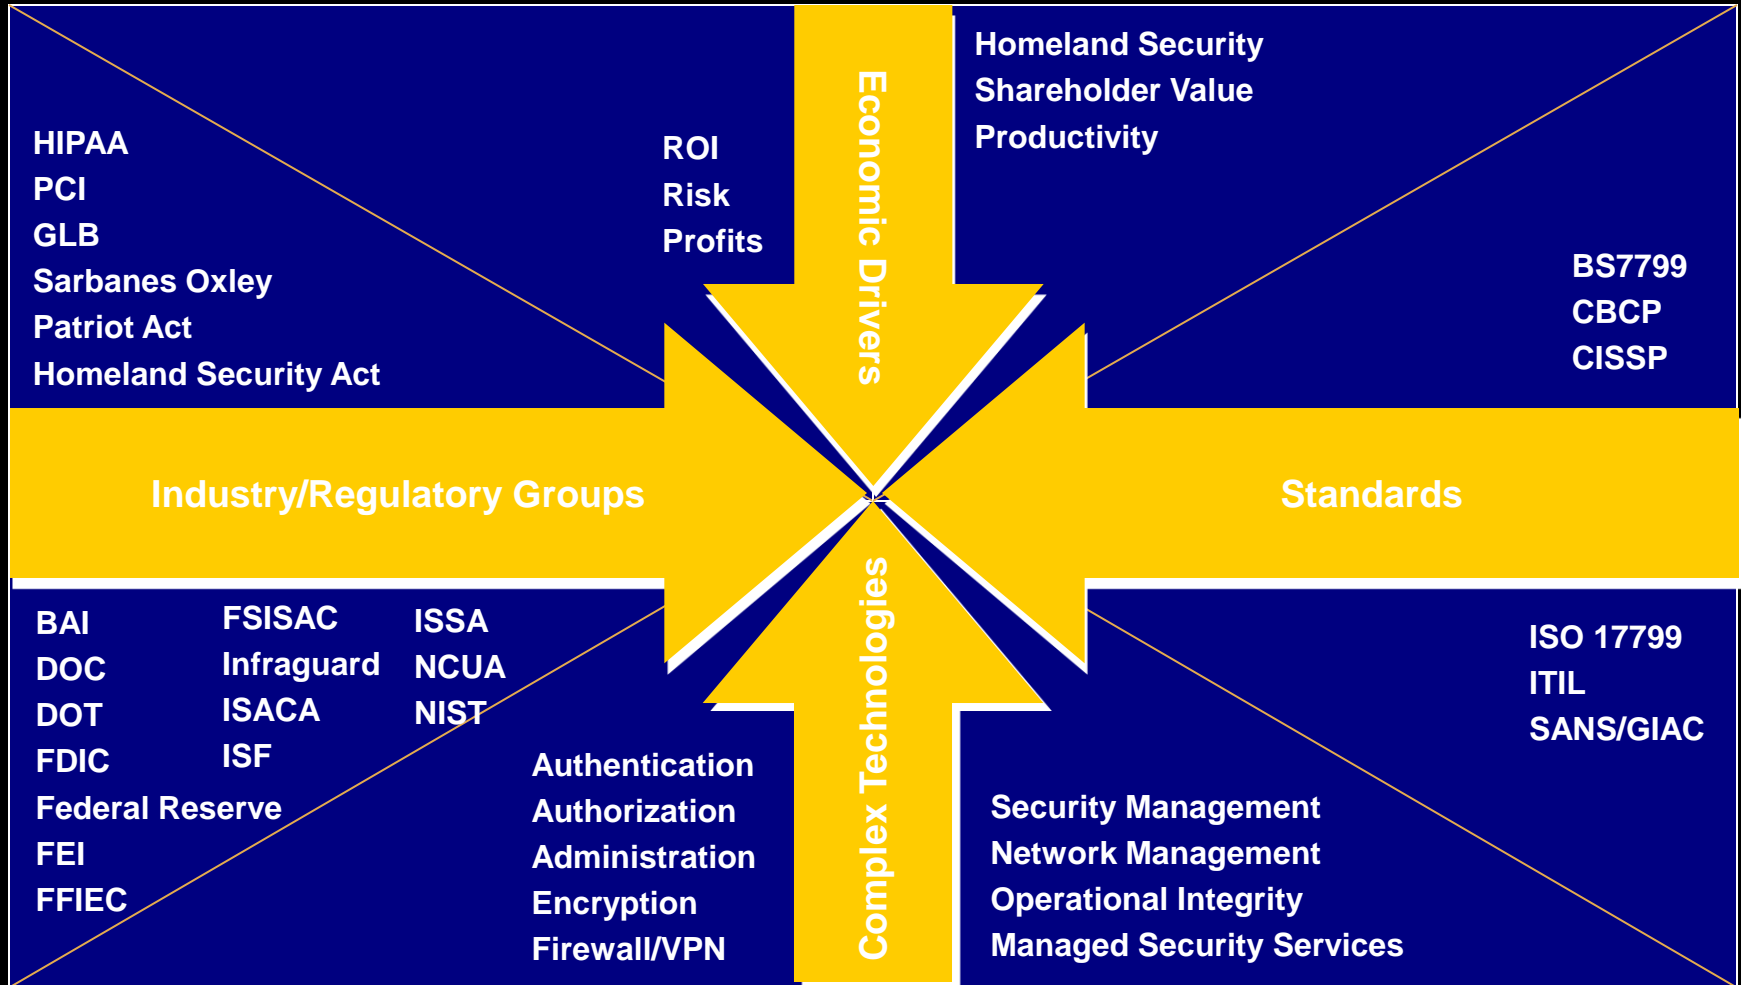 HIPAA
PCI
GLB
Sarbanes Oxley
Patriot Act
Homeland Security Act
ROI
Risk
Profits
Economic Drivers
Homeland Security
Shareholder Value
Productivity
BS7799
CBCP
CISSP
Industry/Regulatory Groups
Standards
BAI
DOC
DOT
FDIC
Federal Reserve
FEI
FFIEC
FSISAC
Infraguard
ISACA
ISF
ISSA
NCUA
NIST
Authentication
Authorization
Administration
Encryption
Firewall/VPN
Complex Technologies
Security Management
Network Management
Operational Integrity
Managed Security Services
ISO 17799
ITIL
SANS/GIAC